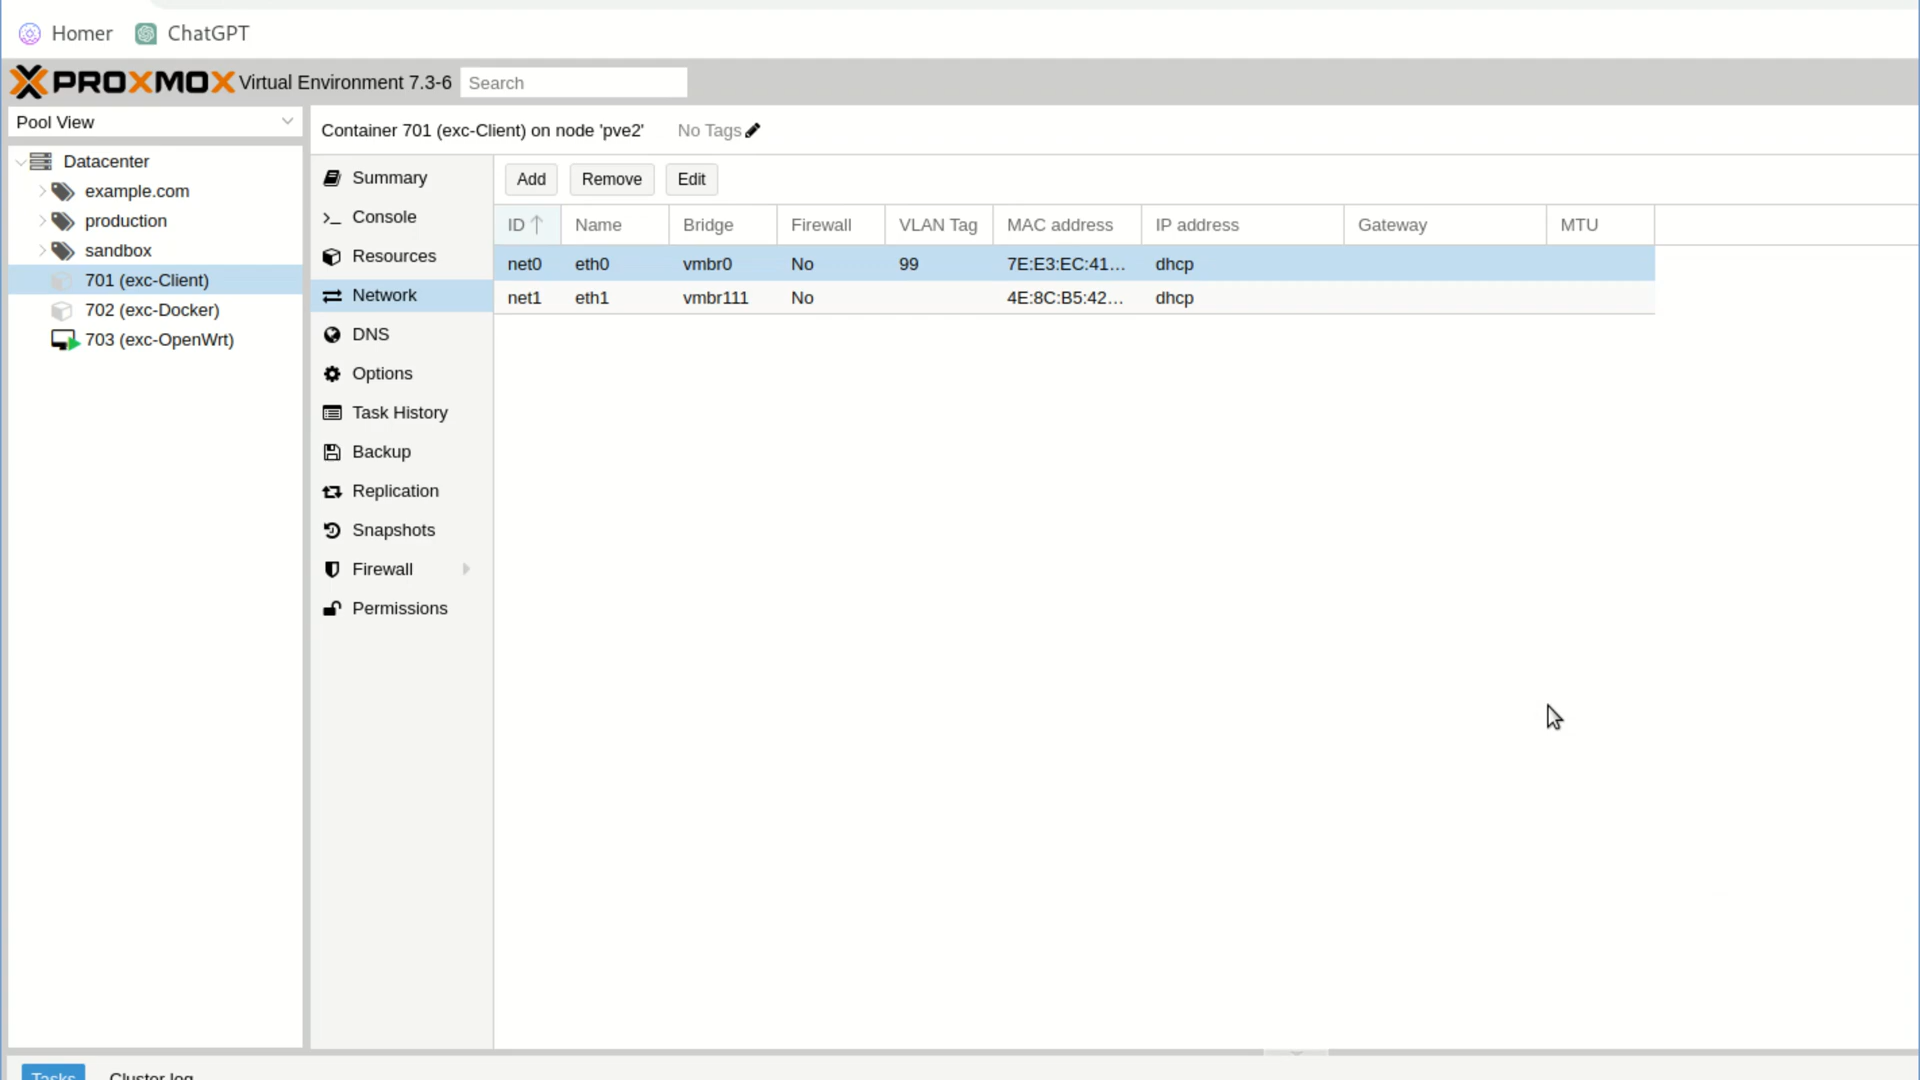 Homer ChatGPT
PROXMOX Virtual Environment 7.3-6 Search
Pool View
Datacenter
example.com
production
sandbox
701 (exc-Client)
702 (exc-Docker)
703 (exc-OpenWrt)
Container 701 (exc-Client) on node 'pve2' No Tags
Summary
Console
Resources
Network
DNS
Options
Task History
Backup
Replication
Snapshots
Firewall
Permissions
Add Remove Edit
ID Name Bridge Firewall VLAN Tag MAC address IP address Gateway MTU
net0 eth0 vmbr0 No 99 7E:E3:EC:41... dhcp
net1 eth1 vmbr111 No 4E:8C:B5:42... dhcp
Tasks Cluster log